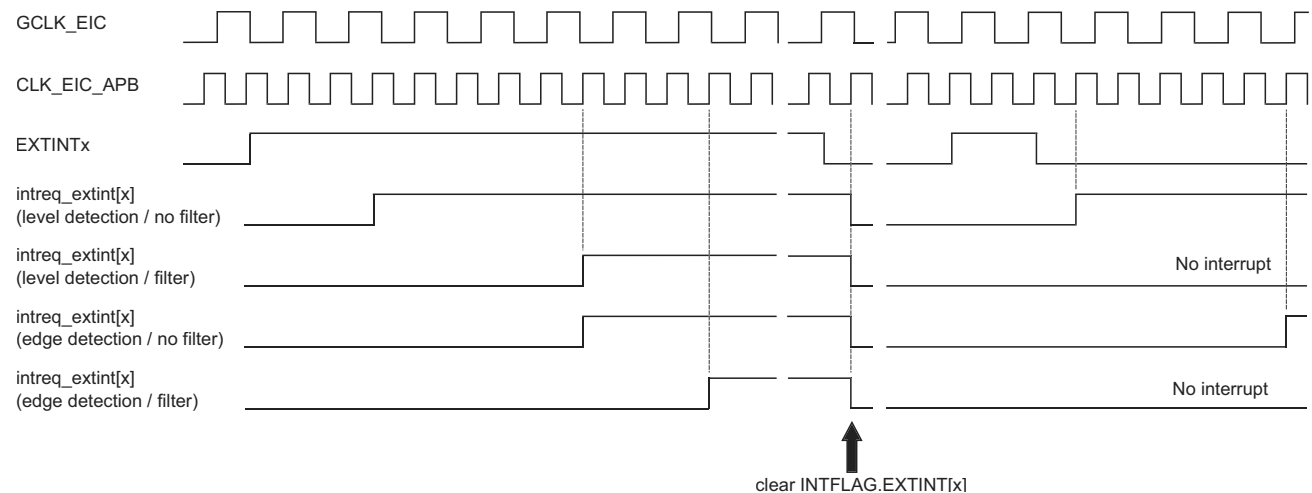 GCLK_EIC
CLK_EIC_APB
EXTINTx
intreq_extint[x]
(level detection / no filter)
intreq_extint[x]
(level detection / filter)
No interrupt
intreq_extint[x]
(edge detection / no filter)
intreq_extint[x]
(edge detection / filter)
No interrupt
clear INTFLAG.EXTINT[x]